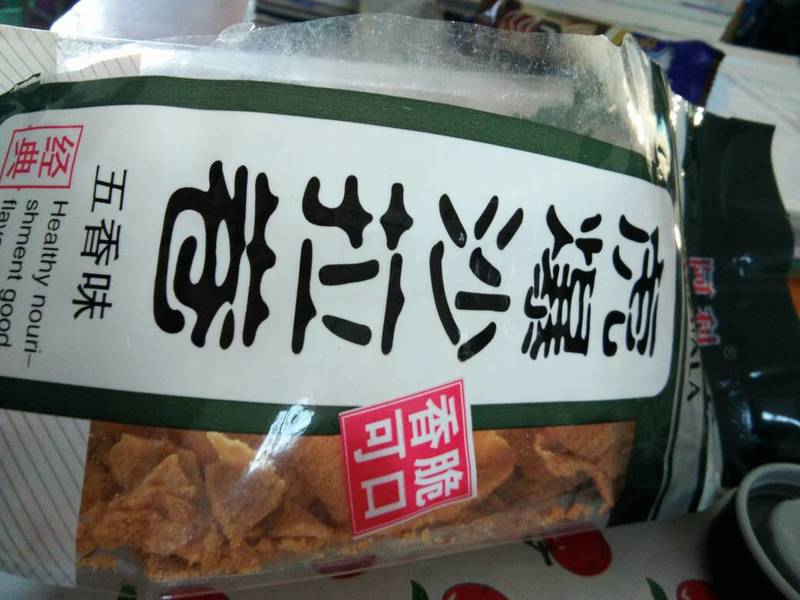 阿利®
虎爆沙拉卷
香脆
可口
五香味
经典
Healthy nouri-
shment good